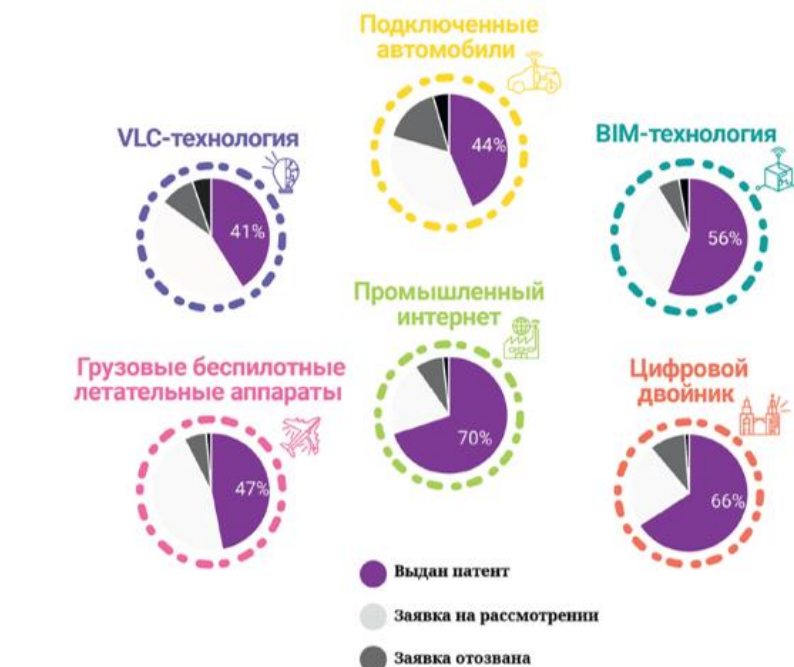 Подключенные
автомобили
44%
VLC-технология
41%
BIM-технология
56%
Промышленный
интернет
70%
Грузовые беспилотные
летательные аппараты
47%
Цифровой
двойник
66%
Выдан патент
Заявка на рассмотрении
Заявка отозвана